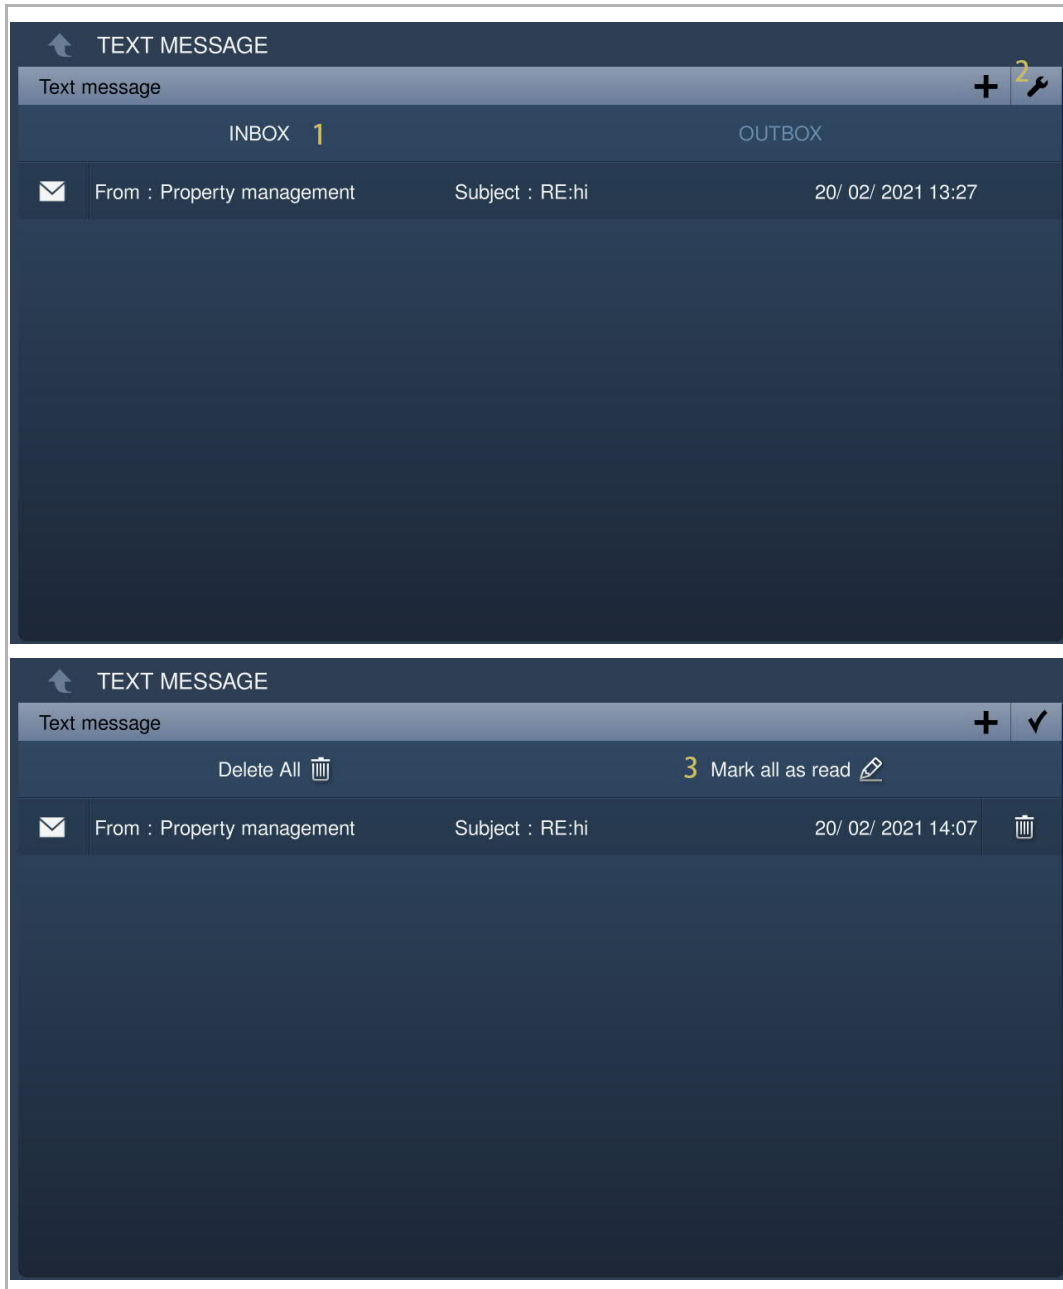 TEXT MESSAGE
Text message 2
INBOX 1 OUTBOX
From : Property management Subject : RE:hi 20/ 02/ 2021 13:27
TEXT MESSAGE
Text message
Delete All 3 Mark all as read
From : Property management Subject : RE:hi 20/ 02/ 2021 14:07